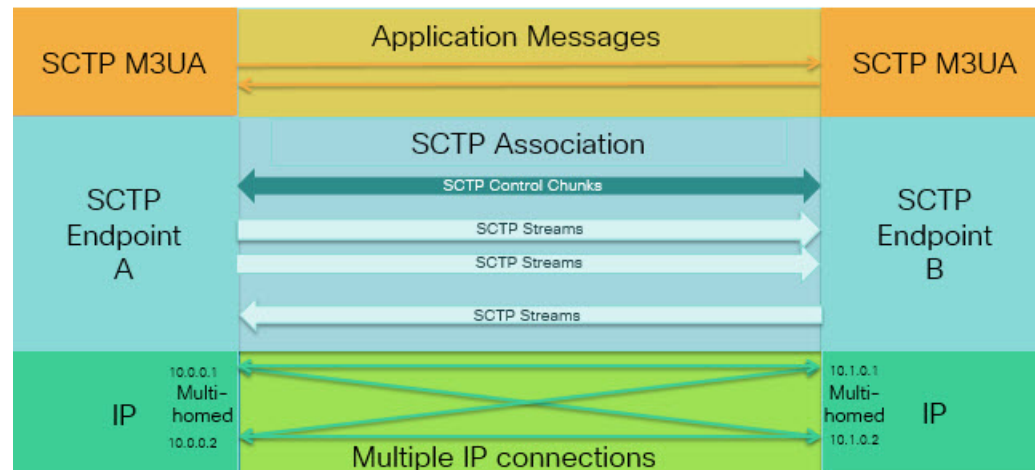 Application Messages
SCTP M3UA
SCTP M3UA
SCTP Association
SCTP Control Chunks
SCTP
Endpoint
A
SCTP Streams
SCTP Streams
SCTP Streams
SCTP
Endpoint
B
10.0.0.1
Multi-
homed
IP
10.0.0.2
10.1.0.1
Multi-
homed
IP
10.1.0.2
Multiple IP connections